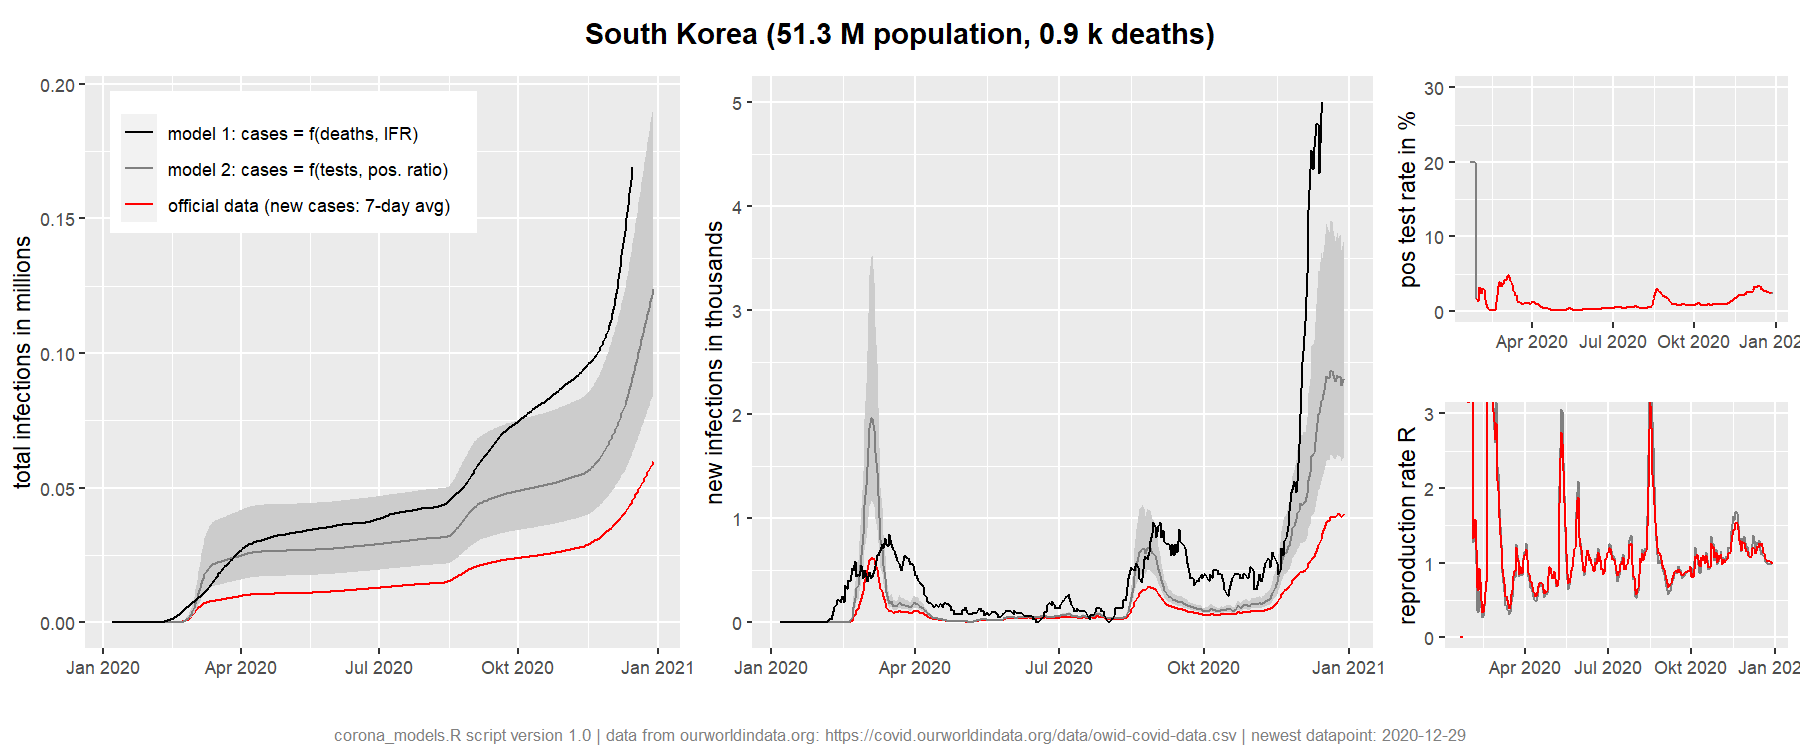 South Korea (51.3 M population, 0.9 k deaths)
total infections in millions
0.20
0.15
0.10
0.05
0.00
model 1: cases = f(deaths, IFR)
model 2: cases = f(tests, pos. ratio)
official data (new cases: 7-day avg)
Jan 2020 Apr 2020 Jul 2020 Okt 2020 Jan 2021
new infections in thousands
5
4
3
2
1
0
Jan 2020 Apr 2020 Jul 2020 Okt 2020 Jan 2021
pos test rate in %
30
20
10
0
Apr 2020 Jul 2020 Okt 2020 Jan 202
reproduction rate R
3
2
1
0
Apr 2020 Jul 2020 Okt 2020 Jan 202
corona_models.R script version 1.0 | data from ourworldindata.org: https://covid.ourworldindata.org/data/owid-covid-data.csv | newest datapoint: 2020-12-29